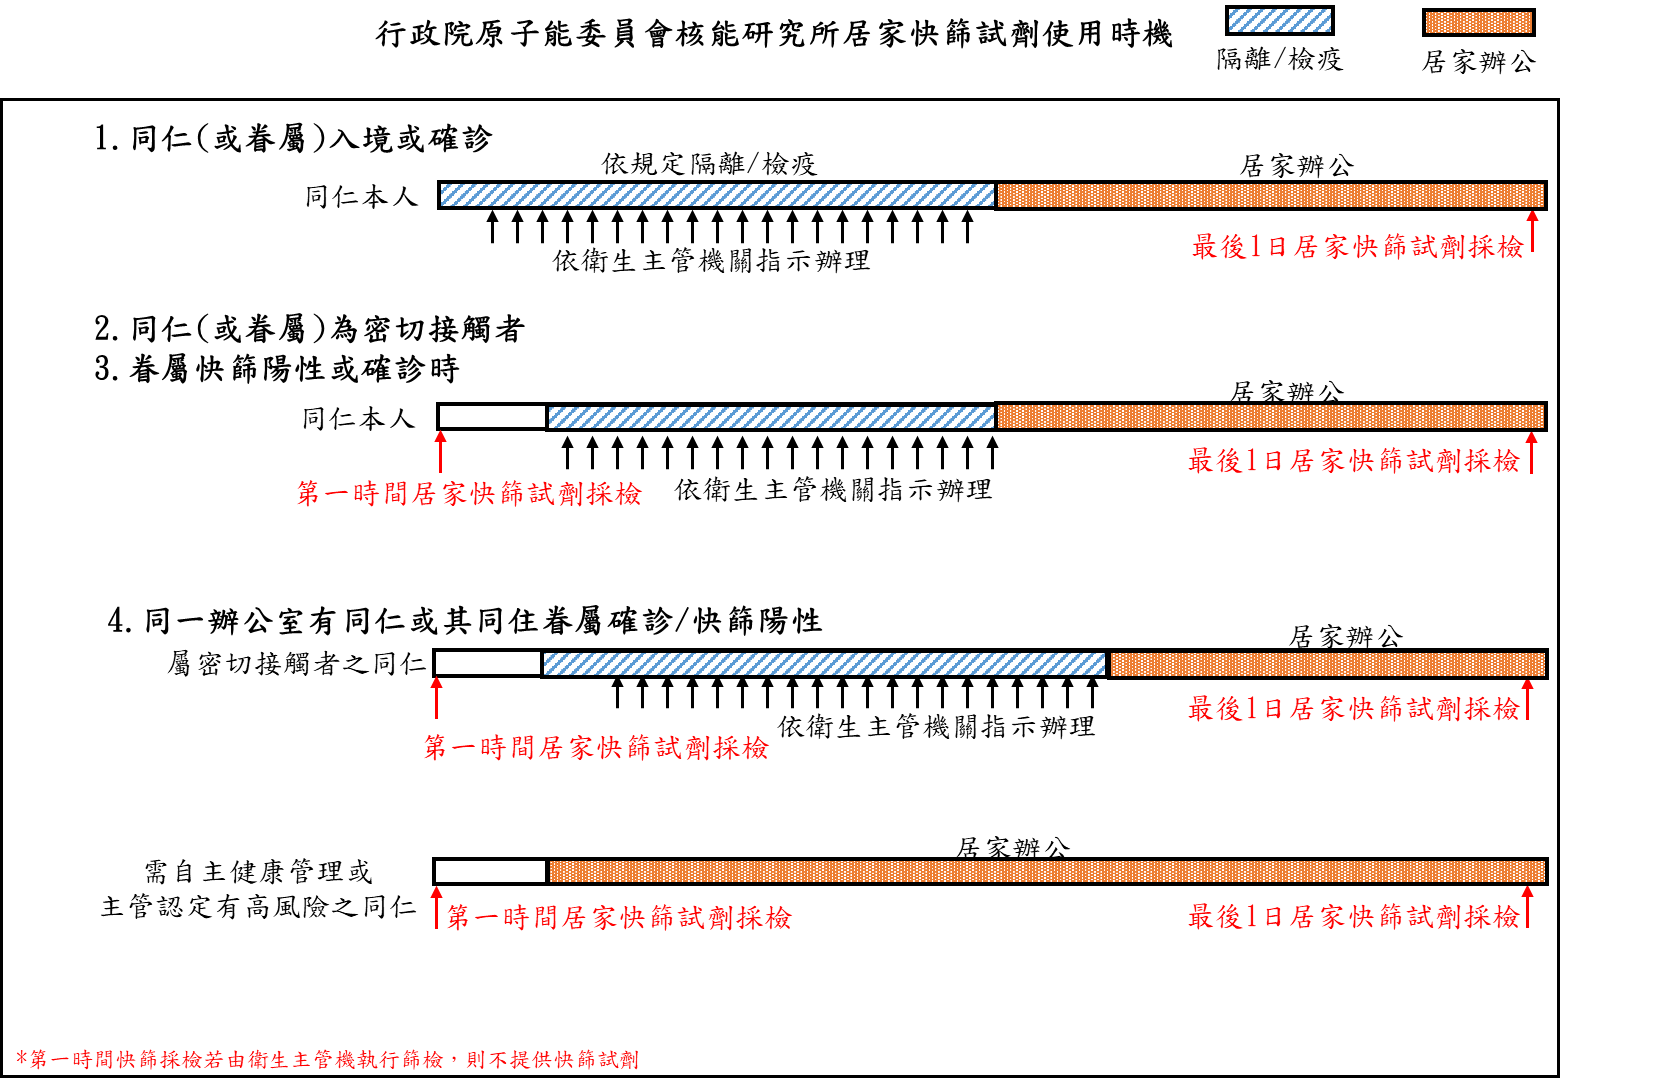 行政院原子能委員會核能研究所居家快篩試劑使用時機
隔離/檢疫
居家辦公
1.同仁(或眷屬)入境或確診
依規定隔離/檢疫
居家辦公
同仁本人
依衛生主管機關指示辦理
最後1日居家快篩試劑採檢
2.同仁(或眷屬)為密切接觸者
3.眷屬快篩陽性或確診時
居家辦公
同仁本人
最後1日居家快篩試劑採檢
第一時間居家快篩試劑採檢
依衛生主管機關指示辦理
4.同一辦公室有同仁或其同住眷屬確診/快篩陽性
居家辦公
屬密切接觸者之同仁
最後1日居家快篩試劑採檢
依衛生主管機關指示辦理
第一時間居家快篩試劑採檢
居家辦公
需自主健康管理或
主管認定有高風險之同仁
第一時間居家快篩試劑採檢
最後1日居家快篩試劑採檢
*第一時間快篩採檢若由衛生主管機執行篩檢，則不提供快篩試劑